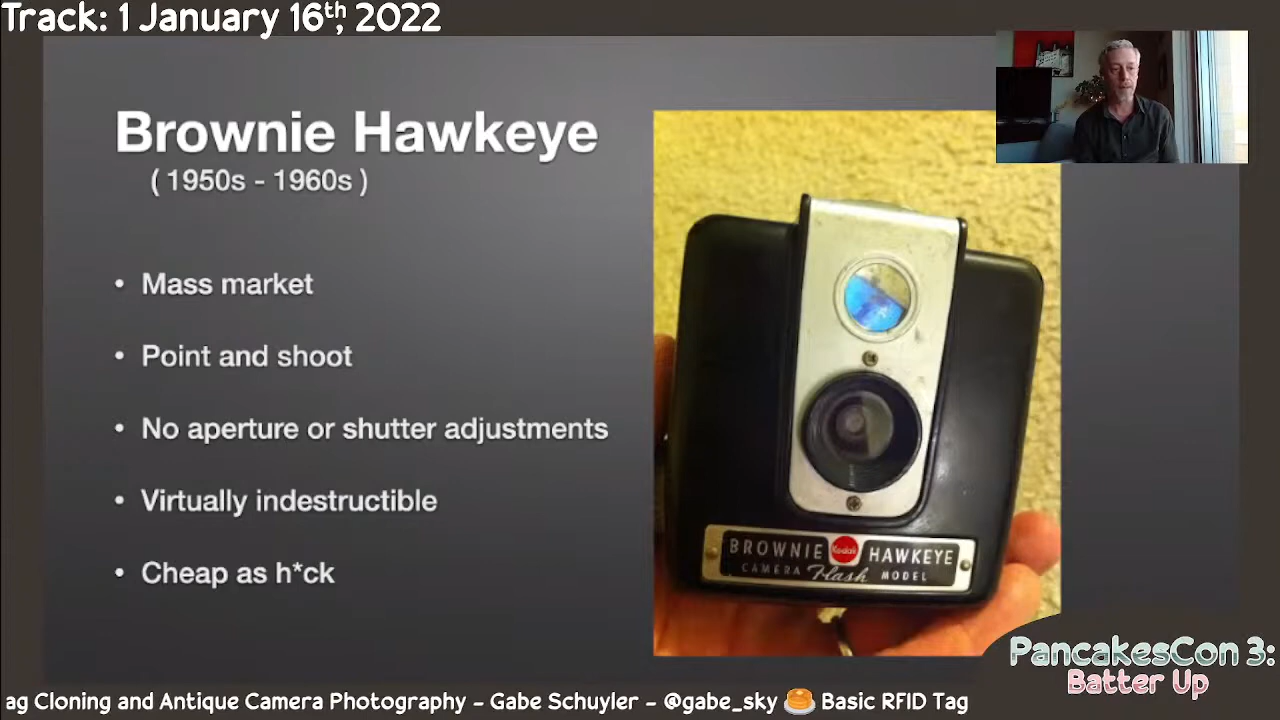 Track: 1 January 16th, 2022
Brownie Hawkeye
( 1950s - 1960s )
• Mass market
• Point and shoot
• No aperture or shutter adjustments
• Virtually indestructible
• Cheap as h*ck
BROWNIE Kodak HAWKEYE
CAMERA Flash MODEL
PancakesCon 3:
Batter Up
ag Cloning and Antique Camera Photography - Gabe Schuyler - @gabe_sky 🥞 Basic RFID Tag